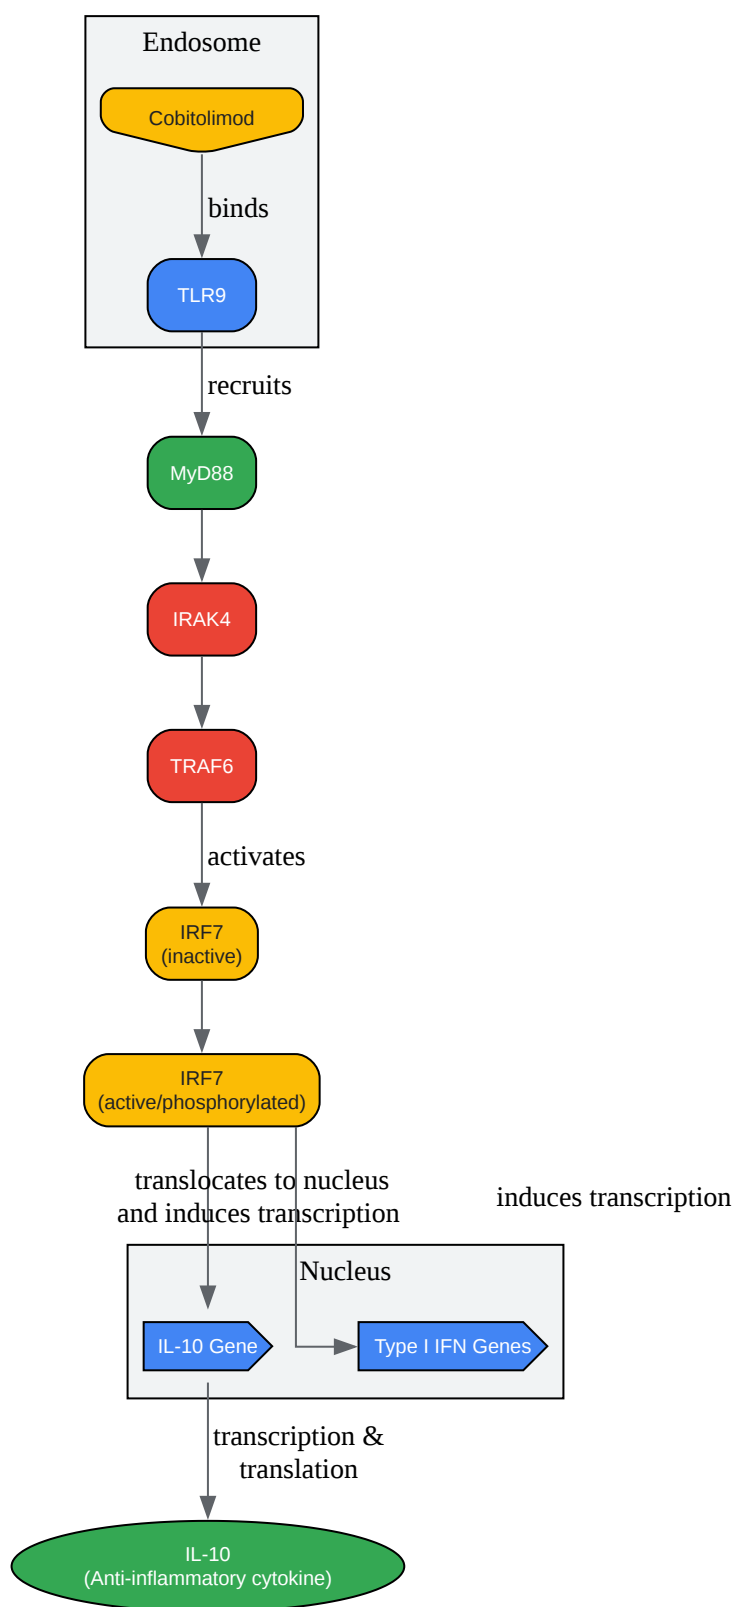 Endosome
Cobitolimod
binds
TLR9
recruits
MyD88
IRAK4
TRAF6
activates
IRF7
(inactive)
IRF7
(active/phosphorylated)
translocates to nucleus
and induces transcription
induces transcription
Nucleus
IL-10 Gene
Type I IFN Genes
transcription &
translation
IL-10
(Anti-inflammatory cytokine)